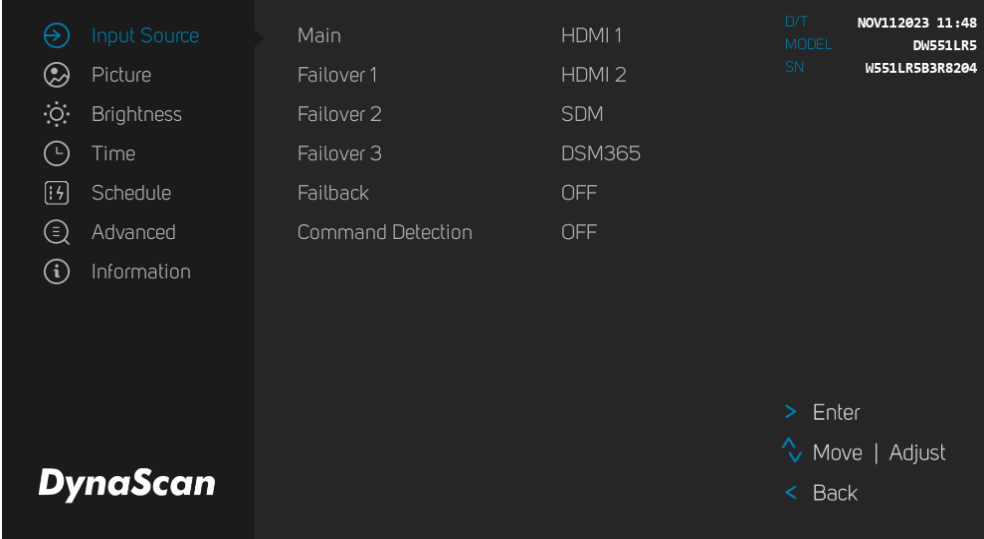 Input Source
Picture
Brightness
Time
Schedule
Advanced
Information
DynaScan
Main HDMI 1
Failover 1 HDMI 2
Failover 2 SDM
Failover 3 DSM365
Failback OFF
Command Detection OFF
D/T NOV112023 11:48
MODEL DW551LR5
SN W551LR5B3R8204
> Enter
Move | Adjust
< Back